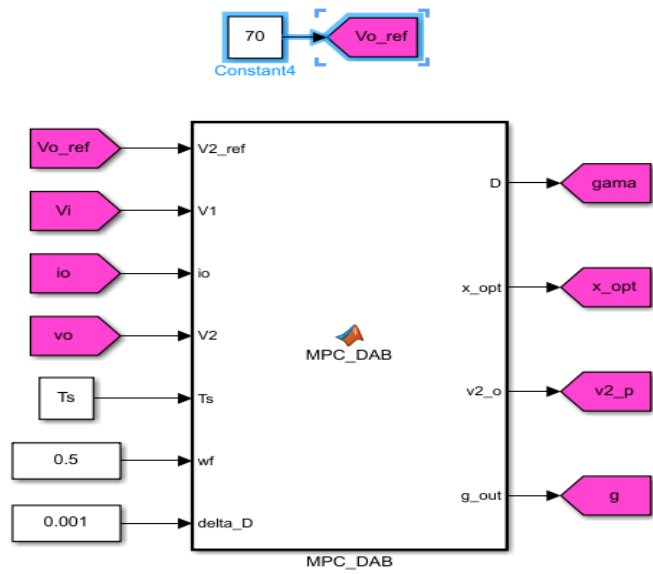 70
Vo_ref
Constant4
Vo_ref
V2_ref
Vi
V1
io
io
vo
V2
Ts
Ts
0.5
wf
0.001
delta_D
MPC_DAB
D
gama
x_opt
x_opt
v2_o
v2_p
g_out
g
MPC_DAB